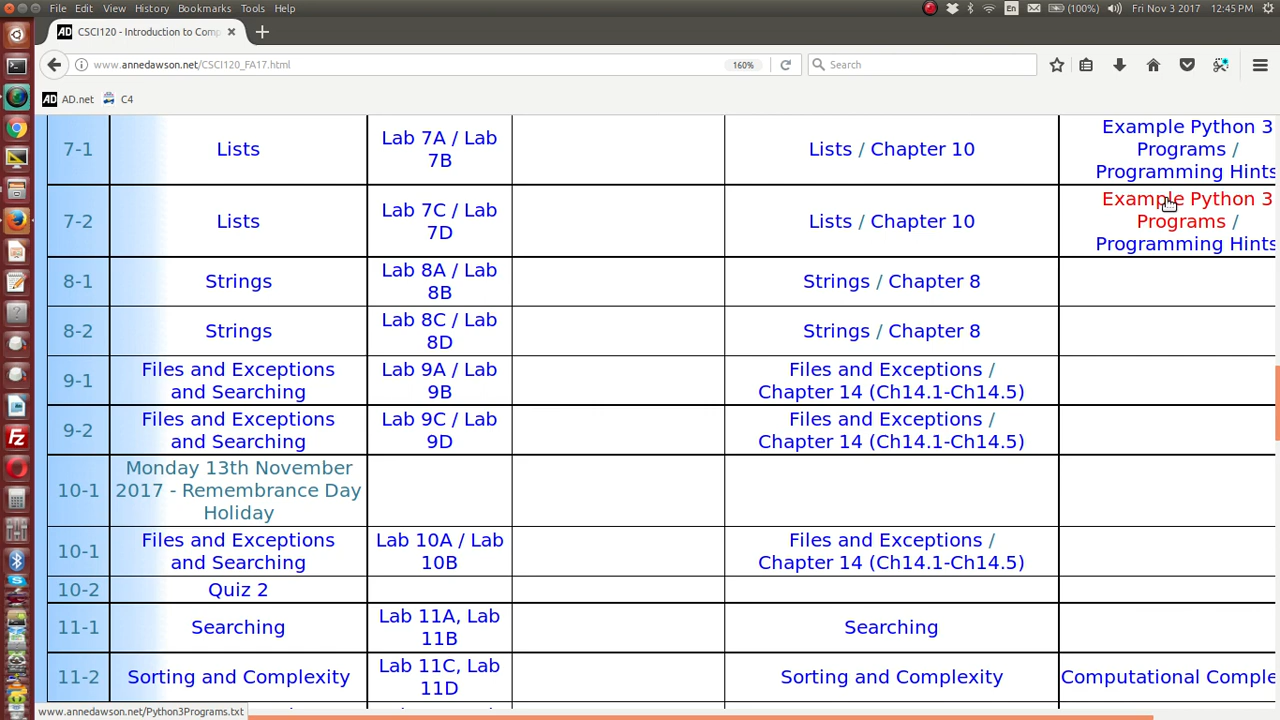 File Edit View History Bookmarks Tools Help
En (100%) Fri Nov 3 2017 12:45 PM
AD CSCI120 - Introduction to Comp
www.annedawson.net/CSCI120_FA17.html 160% Search
AD AD.net C4
7-1 Lists Lab 7A / Lab 7B Lists / Chapter 10 Example Python 3 Programs / Programming Hints
7-2 Lists Lab 7C / Lab 7D Lists / Chapter 10 Example Python 3 Programs / Programming Hints
8-1 Strings Lab 8A / Lab 8B Strings / Chapter 8
8-2 Strings Lab 8C / Lab 8D Strings / Chapter 8
9-1 Files and Exceptions and Searching Lab 9A / Lab 9B Files and Exceptions / Chapter 14 (Ch14.1-Ch14.5)
9-2 Files and Exceptions and Searching Lab 9C / Lab 9D Files and Exceptions / Chapter 14 (Ch14.1-Ch14.5)
10-1 Monday 13th November 2017 - Remembrance Day Holiday
10-1 Files and Exceptions and Searching Lab 10A / Lab 10B Files and Exceptions / Chapter 14 (Ch14.1-Ch14.5)
10-2 Quiz 2
11-1 Searching Lab 11A, Lab 11B Searching
11-2 Sorting and Complexity Lab 11C, Lab 11D Sorting and Complexity Computational Comple
www.annedawson.net/Python3Programs.txt